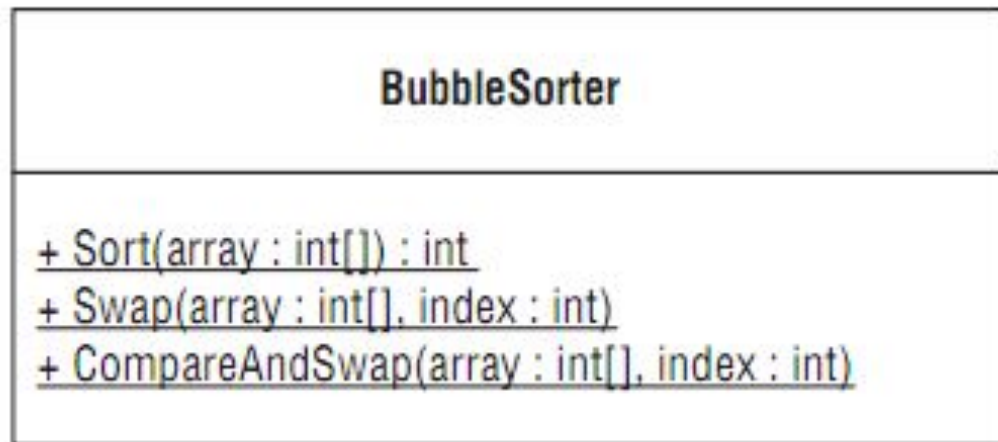 BubbleSorter
+ Sort(array : int[]) : int
+ Swap(array : int[], index : int)
+ CompareAndSwap(array : int[], index : int)